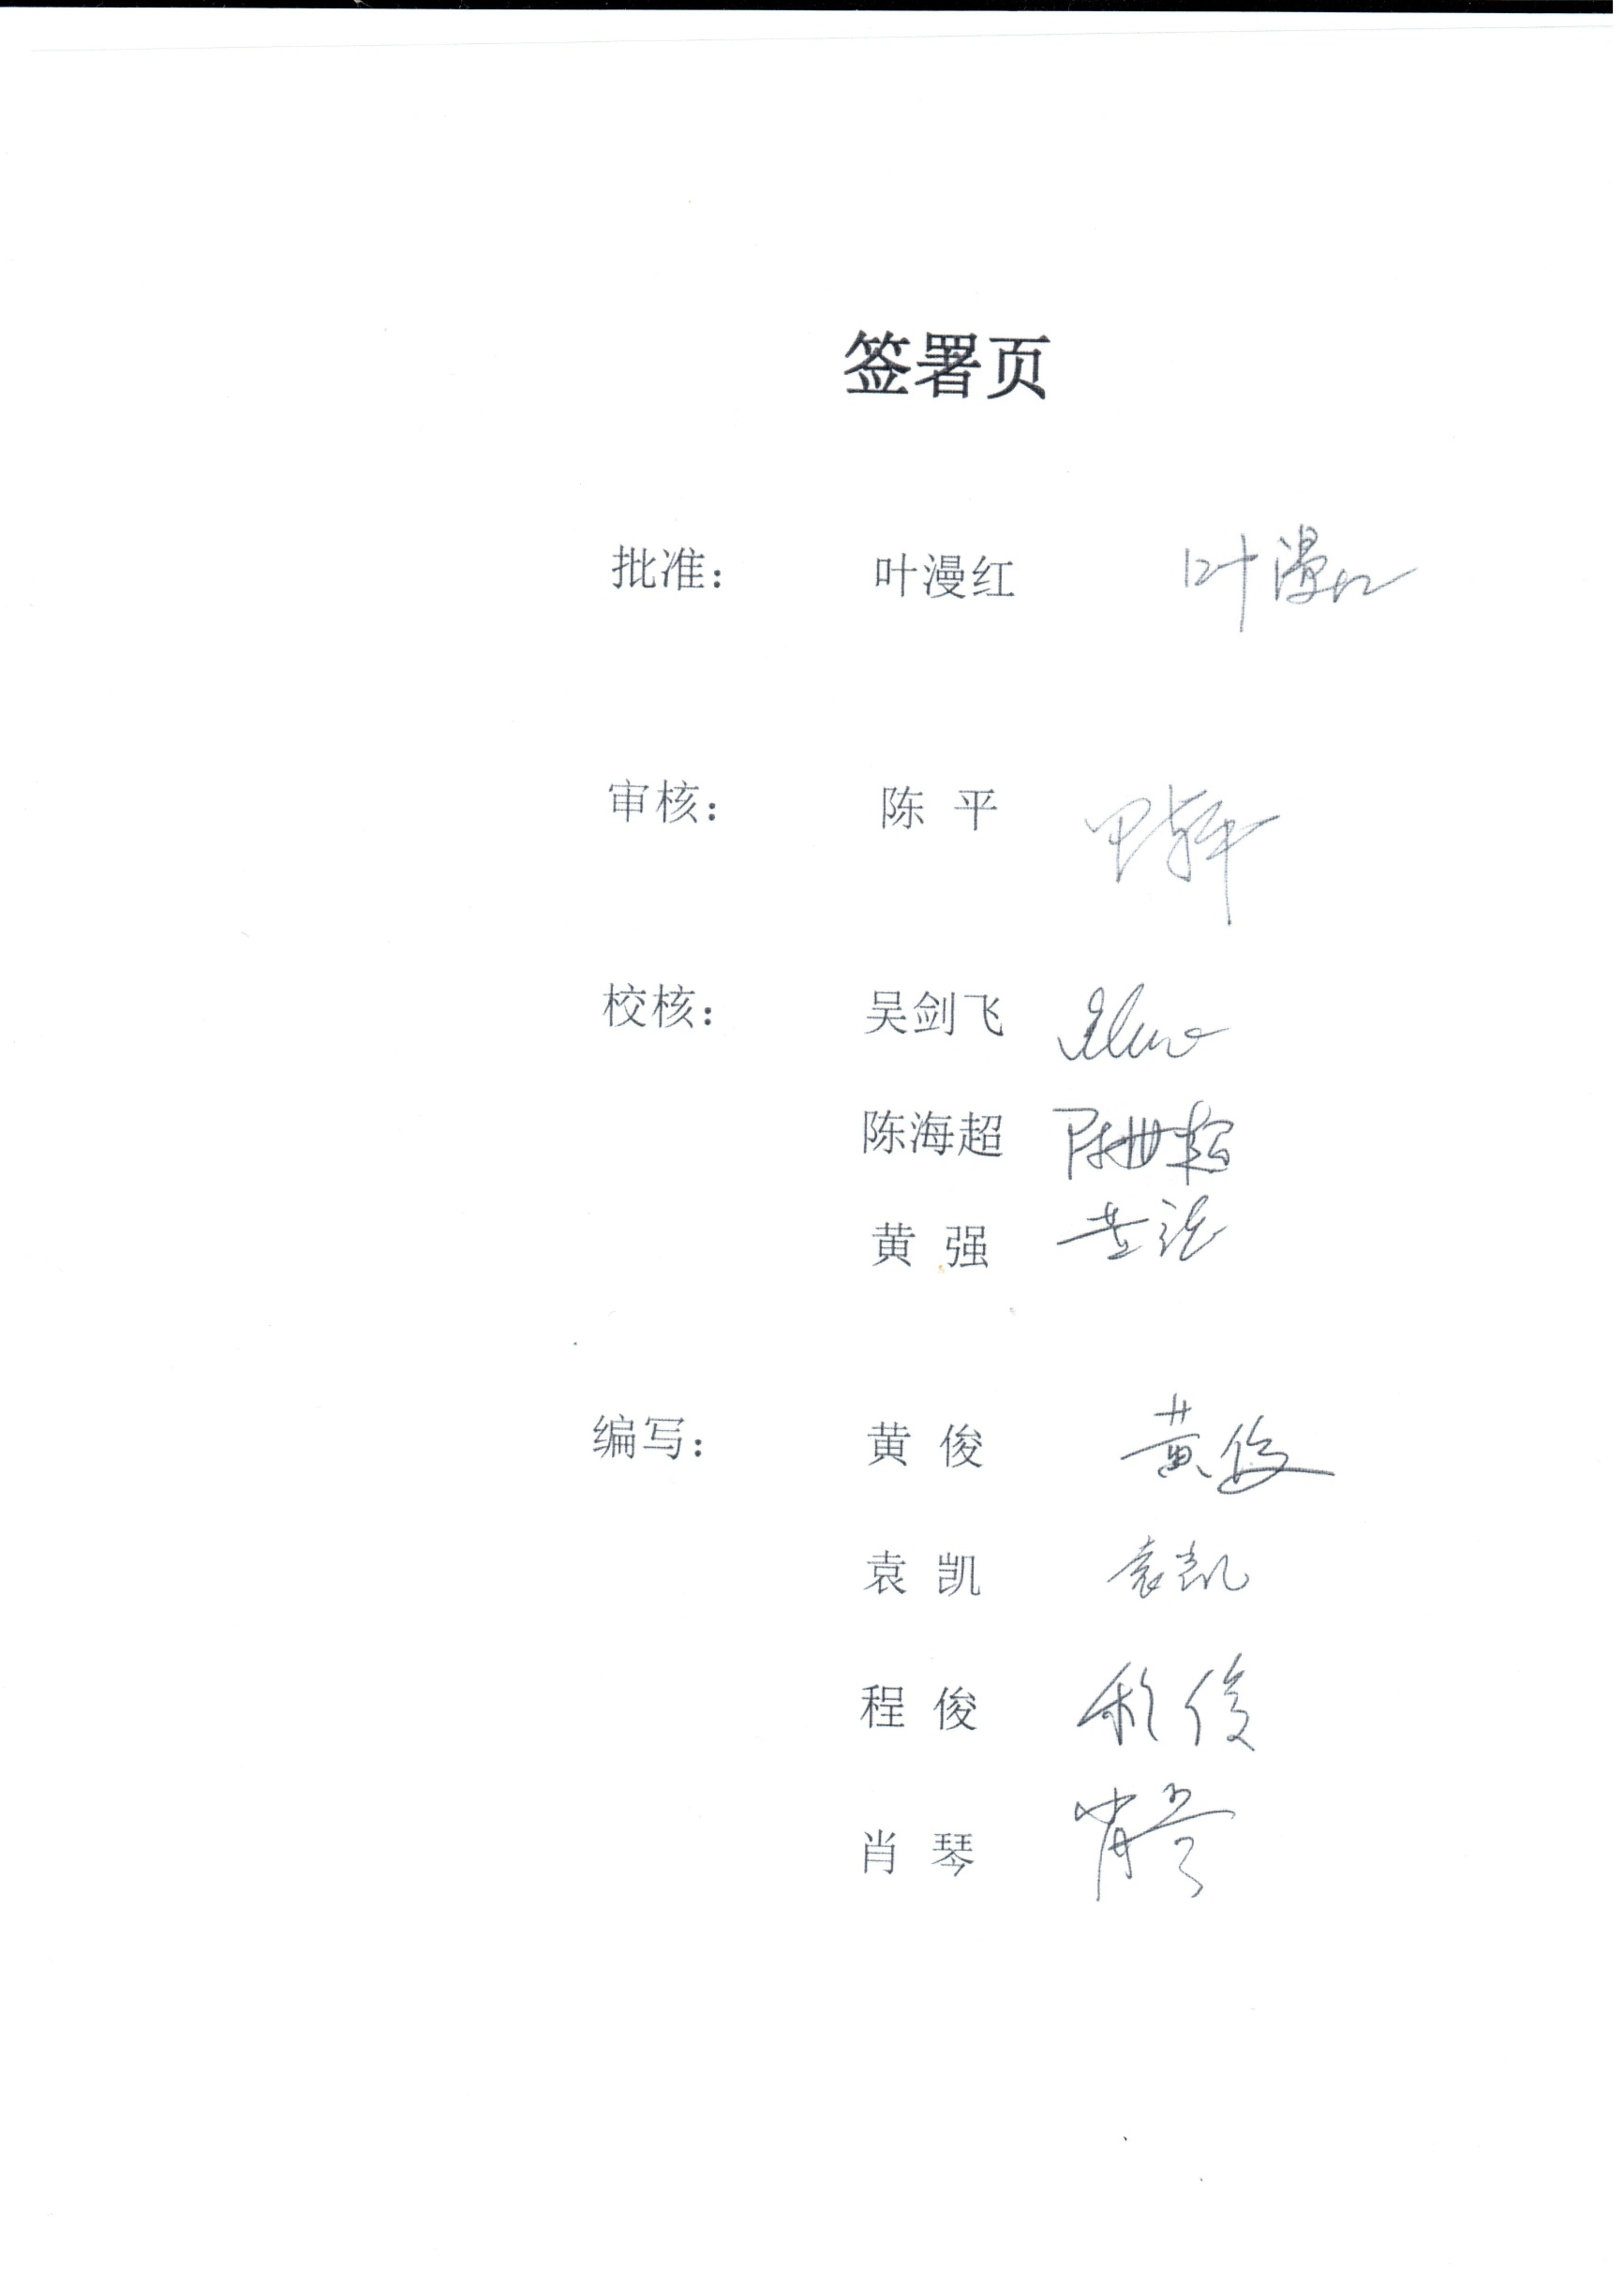 签署页
批准： 叶漫红 叶漫红
审核： 陈 平
校核： 吴剑飞
陈海超 陈海超
黄 强 黄强
编写： 黄 俊 黄俊
袁 凯 袁凯
程 俊 程俊
肖 琴 肖琴